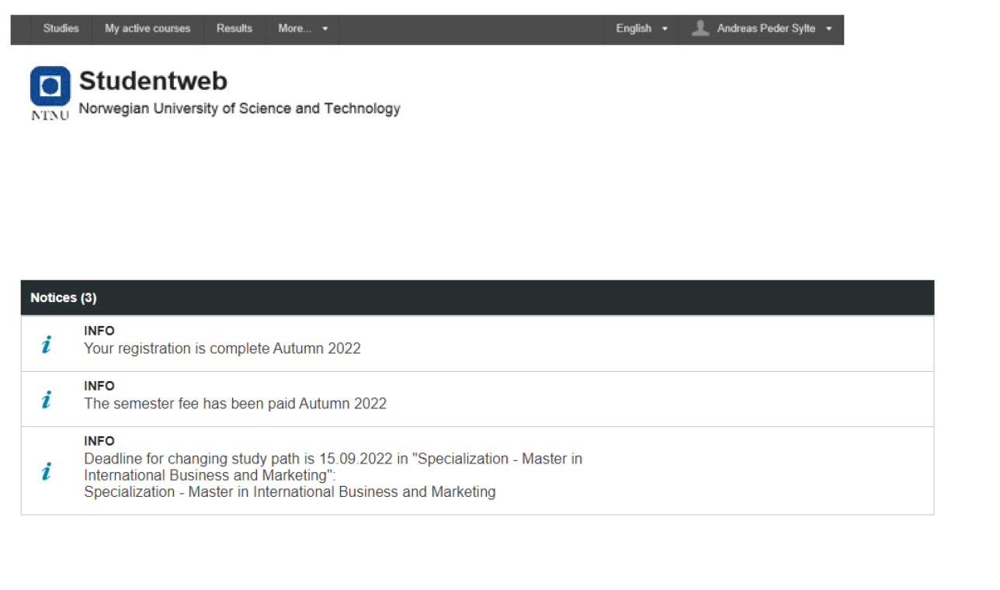 Studies My active courses Results More... English Andreas Peder Sylte
Studentweb
Norwegian University of Science and Technology
NTNU
Notices (3)
INFO
Your registration is complete Autumn 2022
INFO
The semester fee has been paid Autumn 2022
INFO
Deadline for changing study path is 15.09.2022 in "Specialization - Master in
International Business and Marketing":
Specialization - Master in International Business and Marketing